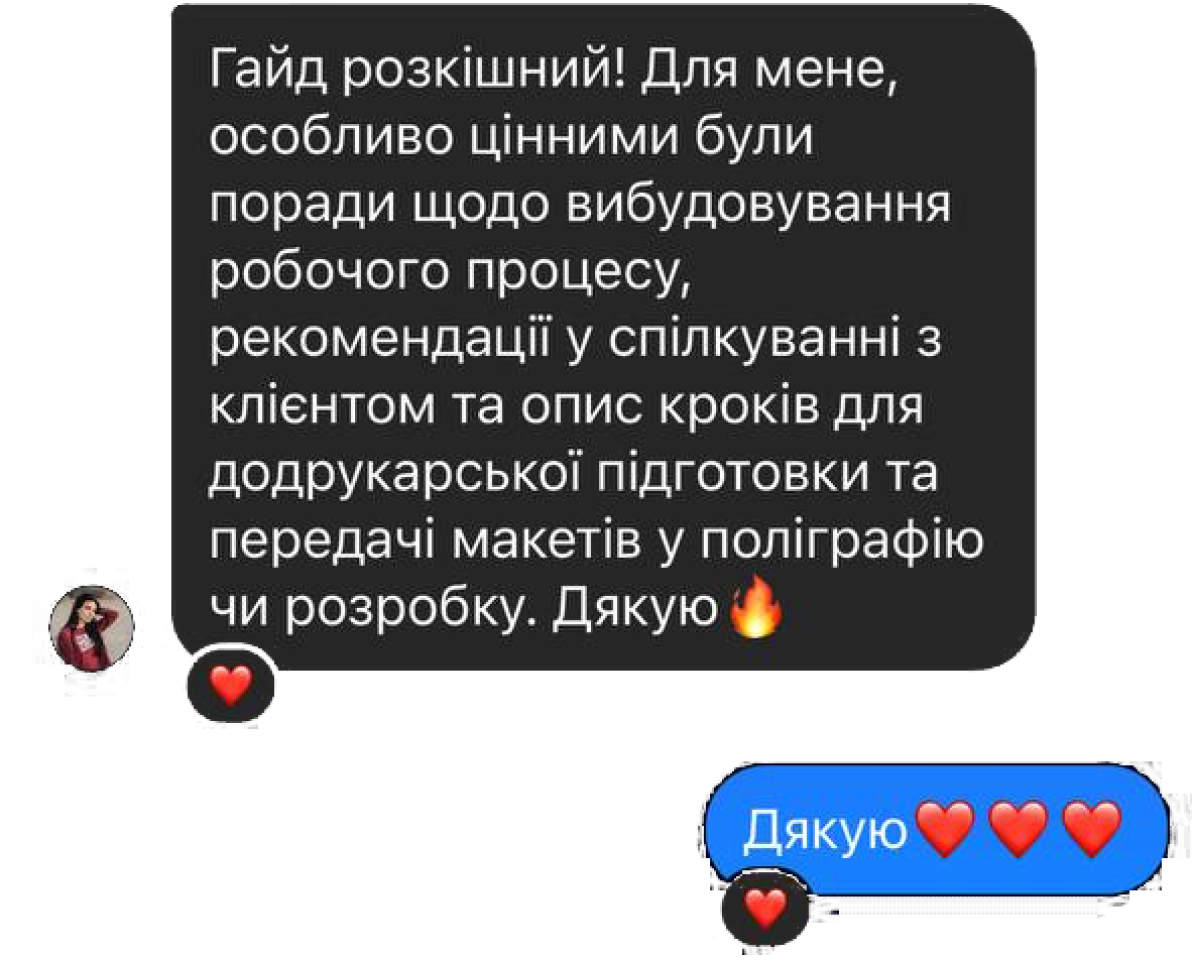 Гайд розкішний! Для мене,
особливо цінними були
поради щодо вибудовування
робочого процесу,
рекомендації у спілкуванні з
клієнтом та опис кроків для
додрукарської підготовки та
передачі макетів у поліграфію
чи розробку. Дякую🔥
Дякую❤️❤️❤️